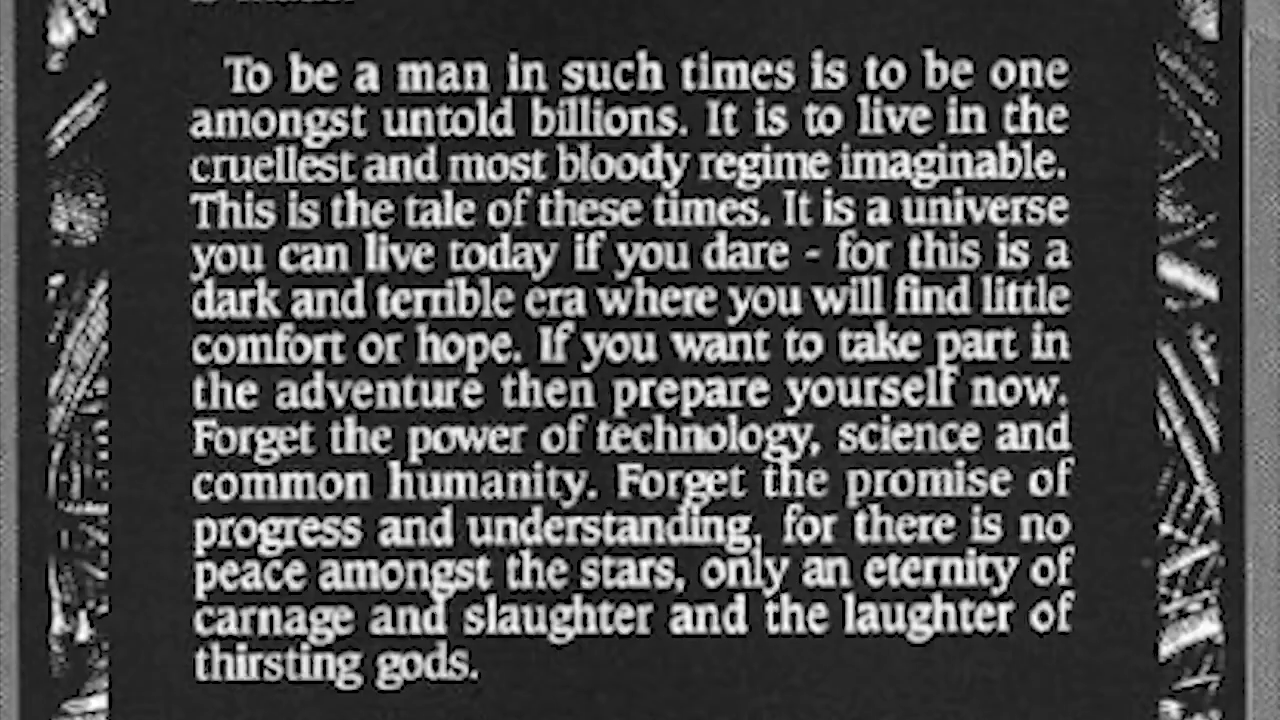 To be a man in such times is to be one
amongst untold billions. It is to live in the
cruellest and most bloody regime imaginable.
This is the tale of these times. It is a universe
you can live today if you dare - for this is a
dark and terrible era where you will find little
comfort or hope. If you want to take part in
the adventure then prepare yourself now.
Forget the power of technology, science and
common humanity. Forget the promise of
progress and understanding, for there is no
peace amongst the stars, only an eternity of
carnage and slaughter and the laughter of
thirsting gods.